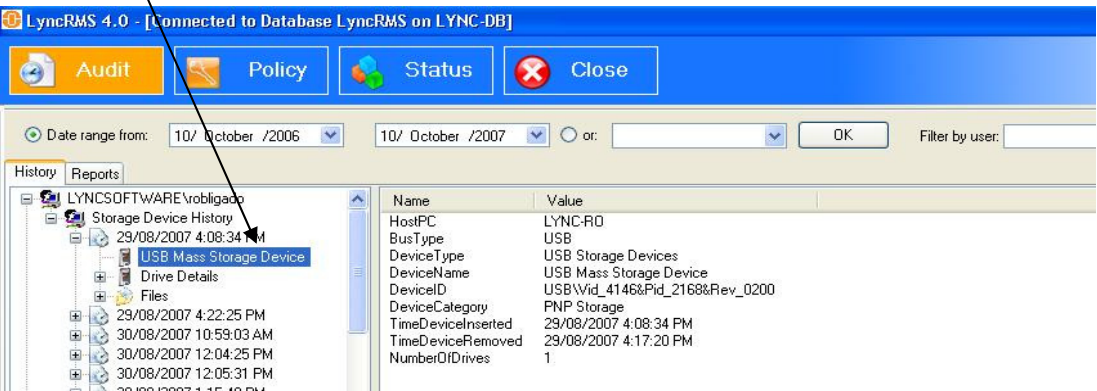 LyncRMS 4.0 - [Connected to Database LyncRMS on LYNC-DB]
Audit Policy Status Close
Date range from: 10/ October /2006 10/ October /2007 or: OK Filter by user:
History Reports
LYNCSOFTWARE\robligado
Storage Device History
29/08/2007 4:08:34 PM
USB Mass Storage Device
Drive Details
Files
29/08/2007 4:22:25 PM
30/08/2007 10:59:03 AM
30/08/2007 12:04:25 PM
30/08/2007 12:05:31 PM
Name Value
HostPC LYNC-RO
BusType USB
DeviceType USB Storage Devices
DeviceName USB Mass Storage Device
DeviceID USB\Vid_4146&Pid_2168&Rev_0200
DeviceCategory PNP Storage
TimeDeviceInserted 29/08/2007 4:08:34 PM
TimeDeviceRemoved 29/08/2007 4:17:20 PM
NumberOfDrives 1